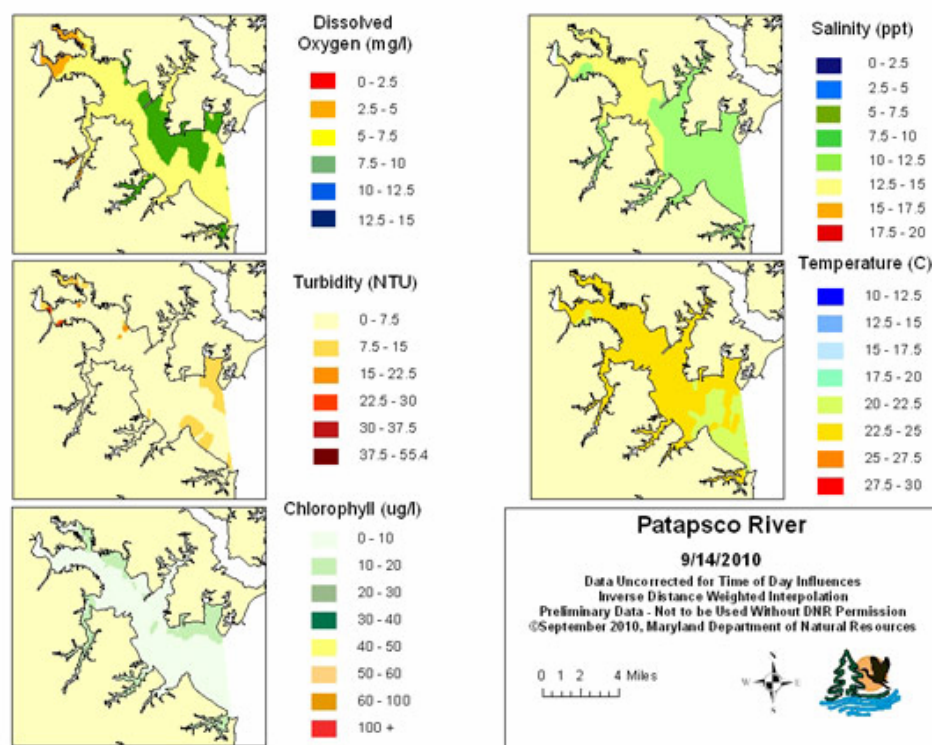 Dissolved
Oxygen (mg/l)
0 - 2.5
2.5 - 5
5 - 7.5
7.5 - 10
10 - 12.5
12.5 - 15
Salinity (ppt)
0 - 2.5
2.5 - 5
5 - 7.5
7.5 - 10
10 - 12.5
12.5 - 15
15 - 17.5
17.5 - 20
Turbidity (NTU)
0 - 7.5
7.5 - 15
15 - 22.5
22.5 - 30
30 - 37.5
37.5 - 55.4
Temperature (C)
10 - 12.5
12.5 - 15
15 - 17.5
17.5 - 20
20 - 22.5
22.5 - 25
25 - 27.5
27.5 - 30
Chlorophyll (ug/l)
0 - 10
10 - 20
20 - 30
30 - 40
40 - 50
50 - 60
60 - 100
100 +
Patapsco River
9/14/2010
Data Uncorrected for Time of Day Influences
Inverse Distance Weighted Interpolation
Preliminary Data - Not to be Used Without DNR Permission
©September 2010, Maryland Department of Natural Resources
0 1 2 4 Miles
N
W E
S